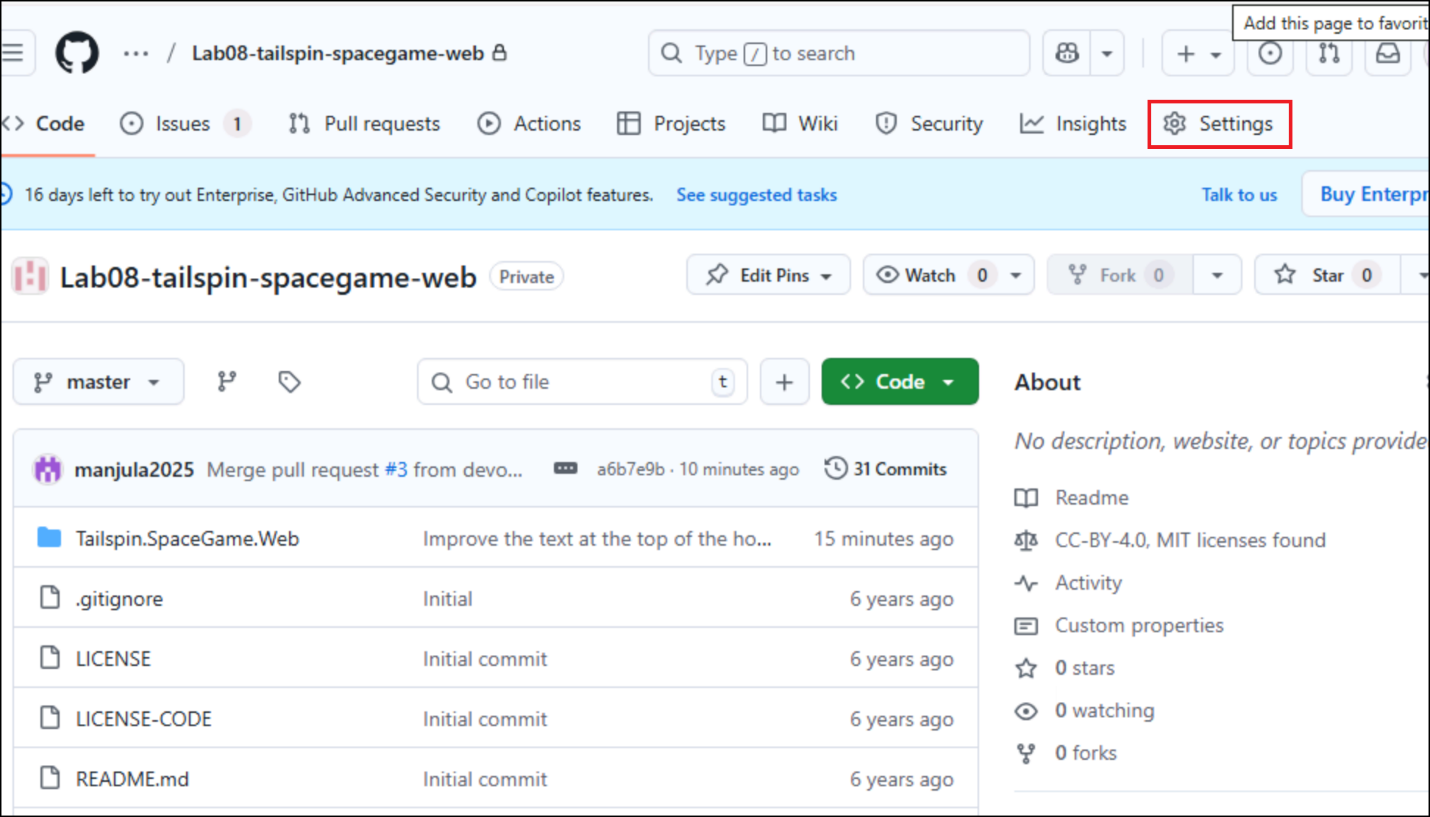 Add this page to favorit
··· / Lab08-tailspin-spacegame-web Type / to search
Code Issues 1 Pull requests Actions Projects Wiki Security Insights Settings
16 days left to try out Enterprise, GitHub Advanced Security and Copilot features. See suggested tasks Talk to us Buy Enterpr
Lab08-tailspin-spacegame-web Private Edit Pins Watch 0 Fork 0 Star 0
master Go to file t + Code
About
No description, website, or topics provide
manjula2025 Merge pull request #3 from devo... a6b7e9b · 10 minutes ago 31 Commits
Tailspin.SpaceGame.Web Improve the text at the top of the ho... 15 minutes ago
.gitignore Initial 6 years ago
LICENSE Initial commit 6 years ago
LICENSE-CODE Initial commit 6 years ago
README.md Initial commit 6 years ago
Readme
CC-BY-4.0, MIT licenses found
Activity
Custom properties
0 stars
0 watching
0 forks